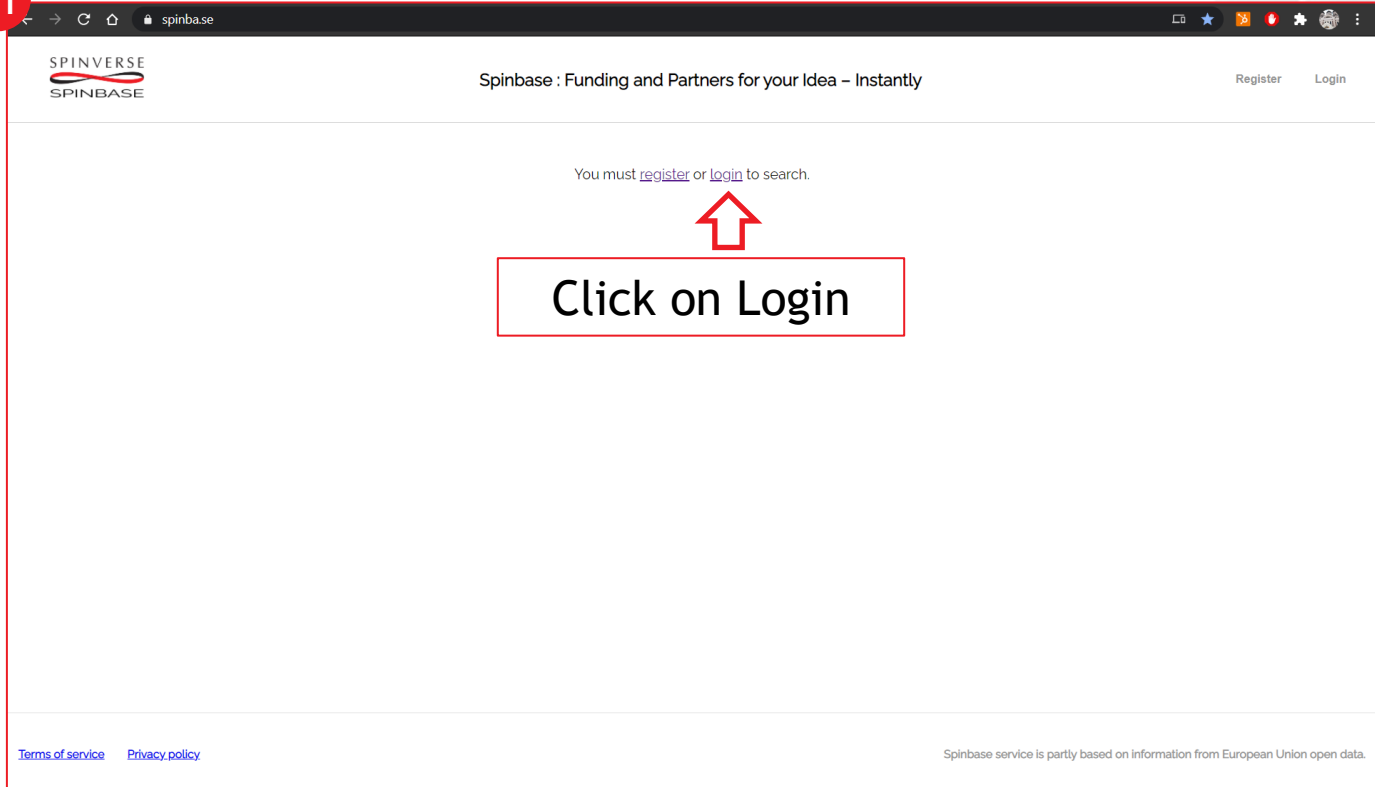 1
spinba.se
SPINVERSE
SPINBASE
Spinbase : Funding and Partners for your Idea – Instantly
Register Login
You must register or login to search.
Click on Login
Terms of service Privacy policy
Spinbase service is partly based on information from European Union open data.